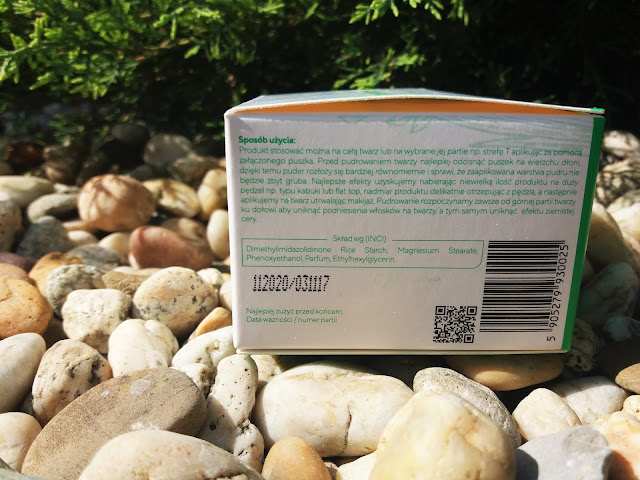 Sposób użycia:
Produkt stosować można na całą twarz lub na wybrane jej partie np. strefę T aplikując za pomocą
załączonego puszka. Przed pudrowaniem twarzy najlepiej odcisnąć puszek na wierzchu dłoni,
dzięki temu puder rozłoży się bardziej równomiernie i sprawi, że zaaplikowana warstwa pudru nie
będzie zbyt gruba. Najlepsze efekty uzyskujemy nabierając niewielką ilość produktu na duży
pędzel np. typu kabuki lub flat top, nadmiar produktu delikatnie otrzepując z pędzla, a następnie
aplikujemy na twarz utrwalając makijaż. Pudrowanie rozpoczynamy zawsze od górnej partii twarzy
ku dołowi aby uniknąć podniesienia włosków na twarzy, a tym samym uniknąć efektu ziemistej
cery.
Skład wg (INCI)
Dimethylimidazolidinone Rice Starch, Magnesium Stearate,
Phenoxyethanol, Parfum, Ethylhexylglycerin.
112020/031117
Najlepiej zużyć przed końcem:
Data ważności / numer partii
5 905279 930025